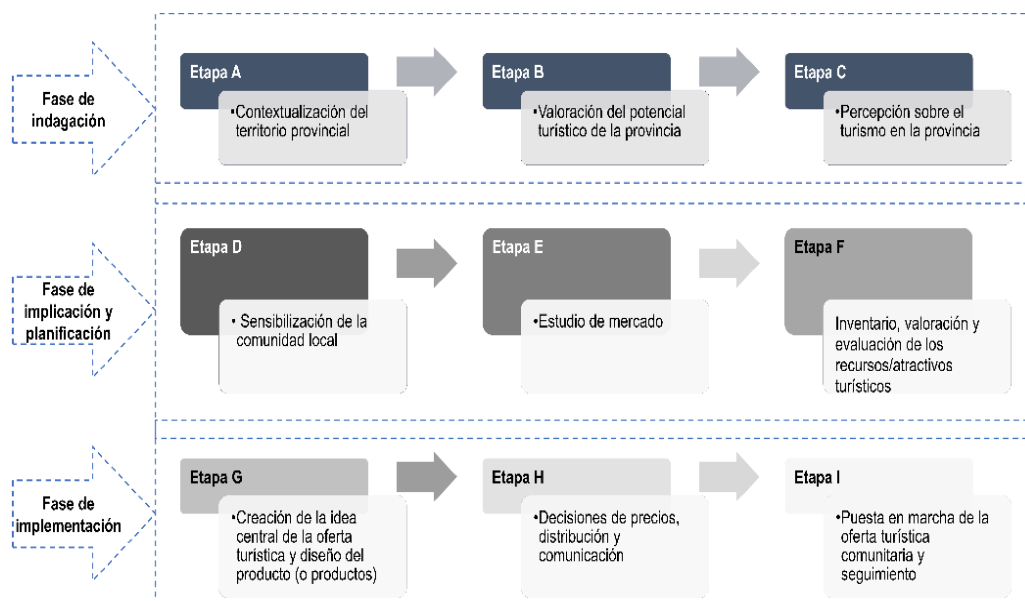 Fase de
indagación
Etapa A
•Contextualización del
territorio provincial
Etapa B
•Valoración del potencial
turístico de la provincia
Etapa C
•Percepción sobre el
turismo en la provincia
Fase de
implicación y
planificación
Etapa D
• Sensibilización de la
comunidad local
Etapa E
•Estudio de mercado
Etapa F
Inventario, valoración y
evaluación de los
recursos/atractivos
turísticos
Fase de
implementación
Etapa G
•Creación de la idea
central de la oferta
turística y diseño del
producto (o productos)
Etapa H
•Decisiones de precios,
distribución y
comunicación
Etapa I
•Puesta en marcha de la
oferta turística
comunitaria y
seguimiento